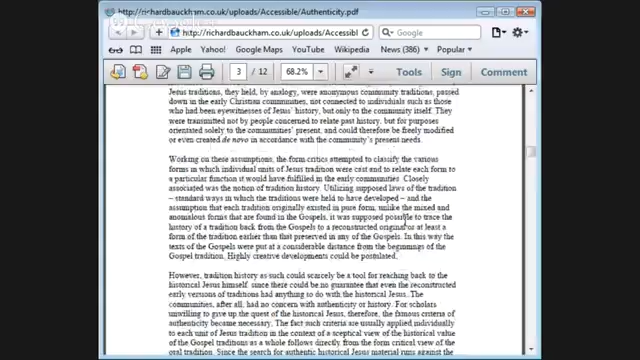 http://richardbauckham.co.uk/uploads/Accessible/Authenticity.pdf
http://richardbauckham.co.uk/uploads/Accessibl
Google
Apple Yahoo! Google Maps YouTube Wikipedia News (386) Popular
3 / 12 68.2% Tools Sign Comment
Jesus traditions, they held, by analogy, were anonymous community traditions, passed
down in the early Christian communities, not connected to individuals such as those
who had been eyewitnesses of Jesus' history, but only to the community itself. They
were transmitted not by people concerned to relate past history, but for purposes
orientated solely to the communities' present, and could therefore be freely modified
or even created de novo in accordance with the community's present needs.
Working on these assumptions, the form critics attempted to classify the various
forms in which individual units of Jesus tradition were cast and to relate each form to
a particular function it would have fulfilled in the early communities. Closely
associated was the notion of tradition history. Utilizing supposed laws of the tradition
– standard ways in which the traditions were held to have developed – and the
assumption that each tradition originally existed in pure form, unlike the mixed and
anomalous forms that are found in the Gospels, it was supposed possible to trace the
history of a tradition back from the Gospels to a reconstructed original or at least a
form of the tradition earlier than that preserved in any of the Gospels. In this way the
texts of the Gospels were put at a considerable distance from the beginnings of the
Gospel tradition. Highly creative developments could be postulated.
However, tradition history as such could scarcely be a tool for reaching back to the
historical Jesus himself, since there could be no guarantee that even the reconstructed
early versions of traditions had anything to do with the historical Jesus. The
communities, after all, had no concern with authenticity or history. For scholars
unwilling to give up the quest of the historical Jesus, therefore, the famous criteria of
authenticity became necessary. The fact such criteria are usually applied individually
to each unit of Jesus tradition in the context of a sceptical view of the historical value
of the Gospel traditions as a whole follows directly from the form critical view of the
oral tradition. Since the search for authentic historical Jesus material runs against the